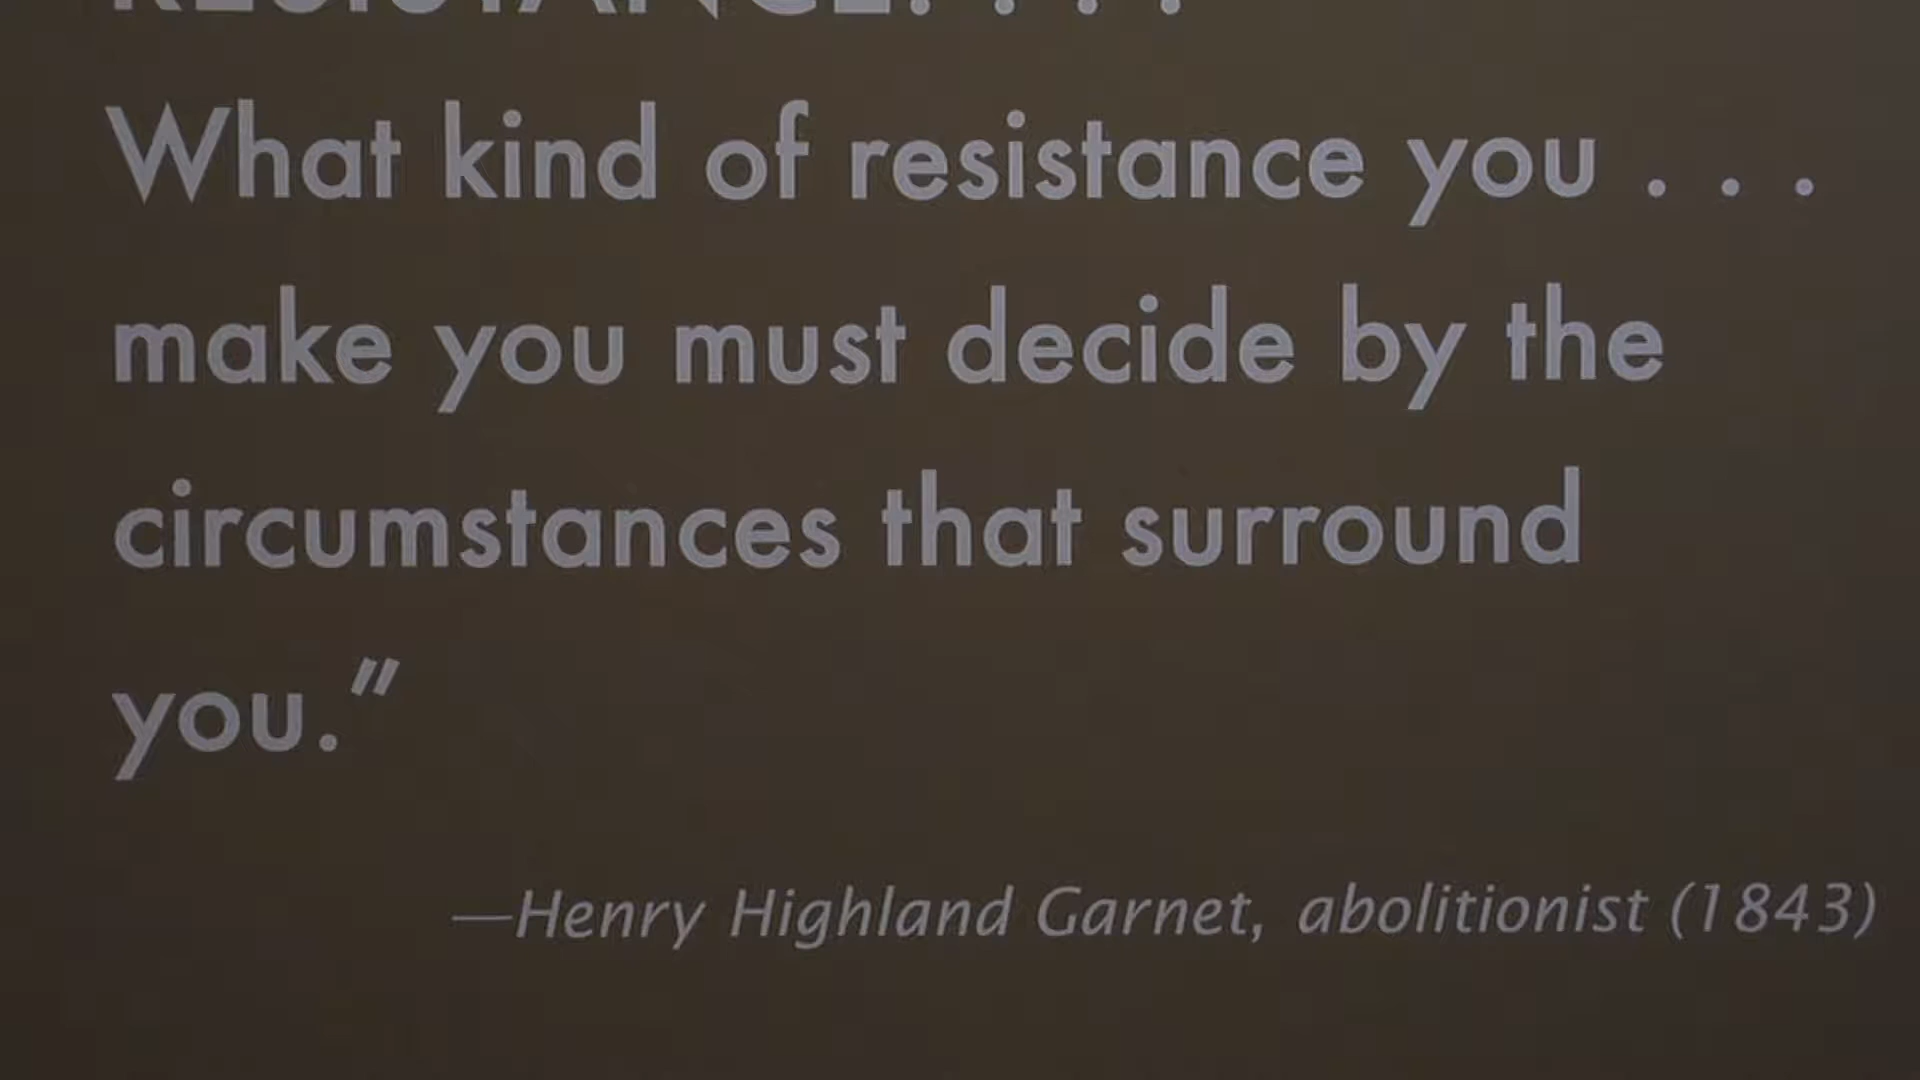 RESISTANCE! . . .
What kind of resistance you . . .
make you must decide by the
circumstances that surround
you.”
—Henry Highland Garnet, abolitionist (1843)